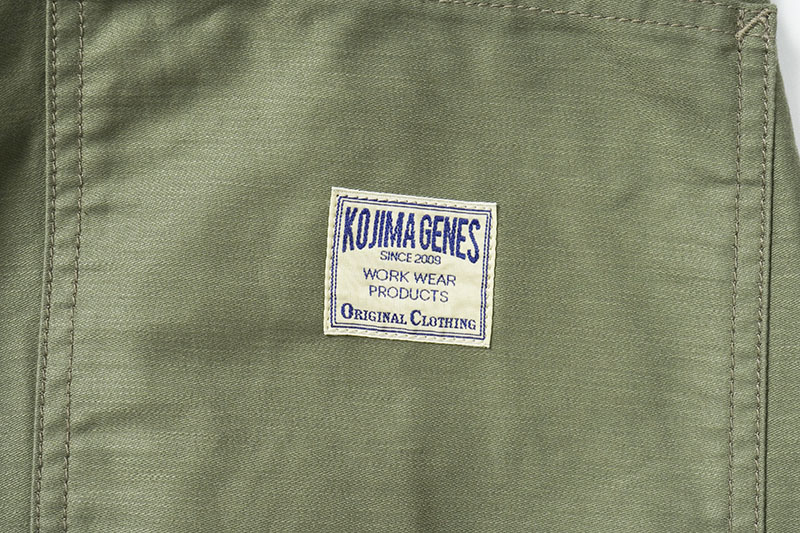 KOJIMA GENES
SINCE 2009
WORK WEAR
PRODUCTS
ORIGINAL CLOTHING